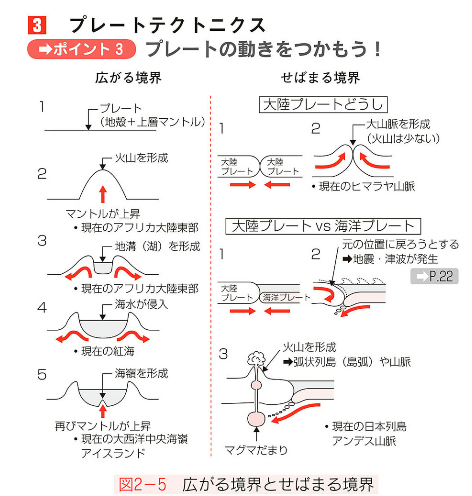 3 プレートテクトニクス
➡ポイント3 プレートの動きをつかもう！
広がる境界
1
プレート
（地殻＋上層マントル）
2
火山を形成
マントルが上昇
・現在のアフリカ大陸東部
3
地溝（湖）を形成
・現在のアフリカ大陸東部
4
海水が侵入
・現在の紅海
5
海嶺を形成
再びマントルが上昇
・現在の大西洋中央海嶺
アイスランド
せばまる境界
大陸プレートどうし
1
大陸
プレート
大陸
プレート
2
大山脈を形成
（火山は少ない）
・現在のヒマラヤ山脈
大陸プレート vs 海洋プレート
1
大陸
プレート
海洋プレート
2
元の位置に戻ろうとする
➡地震・津波が発生
➡P.22
3
火山を形成
➡弧状列島（島弧）や山脈
マグマだまり
・現在の日本列島
アンデス山脈
図2−5 広がる境界とせばまる境界